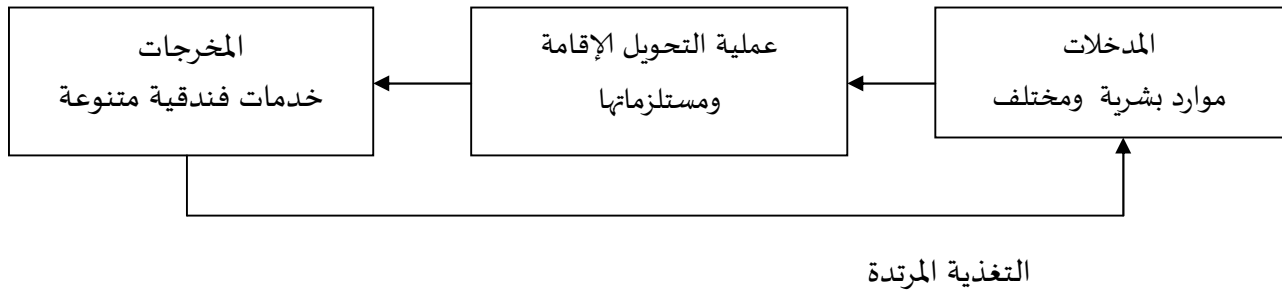 المدخلات
موارد بشرية ومختلف
عملية التحويل الإقامة
ومستلزماتها
المخرجات
خدمات فندقية متنوعة
التغذية المرتدة